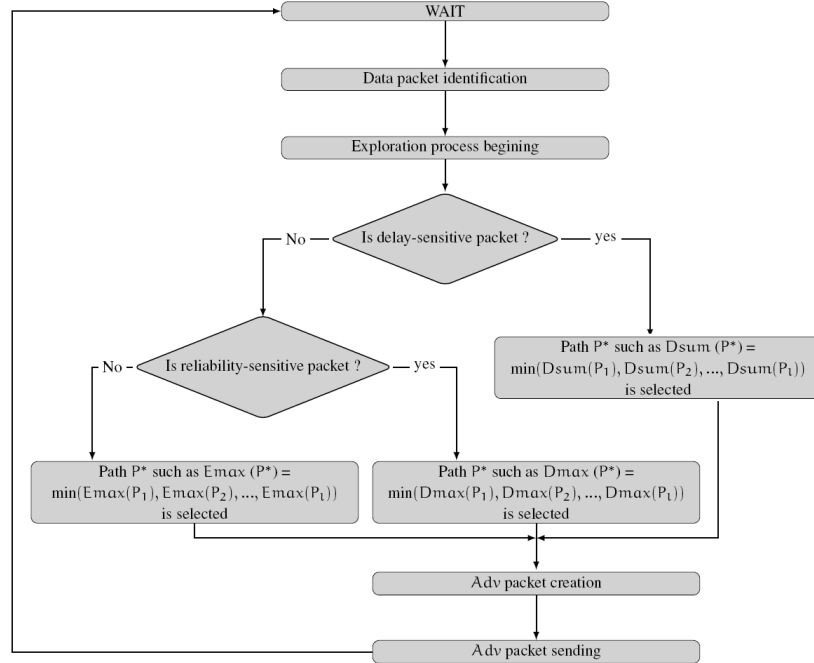 WAIT
Data packet identification
Exploration process begining
Is delay-sensitive packet ?
No
yes
Is reliability-sensitive packet ?
No
yes
Path P* such as Dsum (P*) =
min(Dsum(P₁), Dsum(P₂), ..., Dsum(Pₗ))
is selected
Path P* such as Emax (P*) =
min(Emax(P₁), Emax(P₂), ..., Emax(Pₗ))
is selected
Path P* such as Dmax (P*) =
min(Dmax(P₁), Dmax(P₂), ..., Dmax(Pₗ))
is selected
Adv packet creation
Adv packet sending